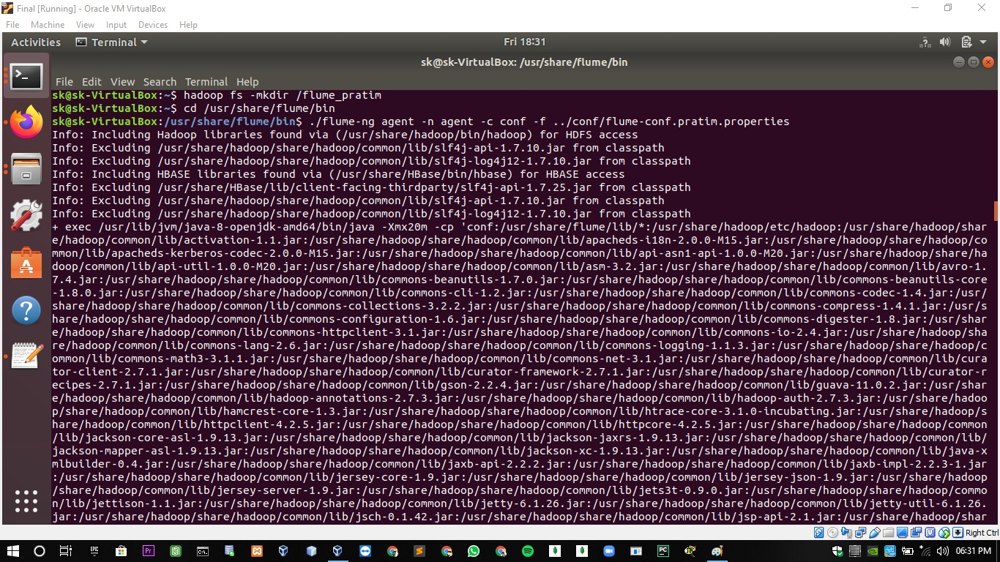 Final [Running] - Oracle VM VirtualBox
File Machine View Input Devices Help
Activities Terminal Fri 18:31
sk@sk-VirtualBox: /usr/share/flume/bin
File Edit View Search Terminal Help
sk@sk-VirtualBox:~$ hadoop fs -mkdir /flume_pratim
sk@sk-VirtualBox:~$ cd /usr/share/flume/bin
sk@sk-VirtualBox:/usr/share/flume/bin$ ./flume-ng agent -n agent -c conf -f ../conf/flume-conf.pratim.properties
Info: Including Hadoop libraries found via (/usr/share/hadoop/bin/hadoop) for HDFS access
Info: Excluding /usr/share/hadoop/share/hadoop/common/lib/slf4j-api-1.7.10.jar from classpath
Info: Excluding /usr/share/hadoop/share/hadoop/common/lib/slf4j-log4j12-1.7.10.jar from classpath
Info: Including HBASE libraries found via (/usr/share/HBase/bin/hbase) for HBASE access
Info: Excluding /usr/share/HBase/lib/client-facing-thirdparty/slf4j-api-1.7.25.jar from classpath
Info: Excluding /usr/share/hadoop/share/hadoop/common/lib/slf4j-api-1.7.10.jar from classpath
Info: Excluding /usr/share/hadoop/share/hadoop/common/lib/slf4j-log4j12-1.7.10.jar from classpath
+ exec /usr/lib/jvm/java-8-openjdk-amd64/bin/java -Xmx20m -cp 'conf:/usr/share/flume/lib/*:/usr/share/hadoop/etc/hadoop:/usr/share/hadoop/shar
e/hadoop/common/lib/activation-1.1.jar:/usr/share/hadoop/share/hadoop/common/lib/apacheds-i18n-2.0.0-M15.jar:/usr/share/hadoop/share/hadoop/co
mmon/lib/apacheds-kerberos-codec-2.0.0-M15.jar:/usr/share/hadoop/share/hadoop/common/lib/api-asn1-api-1.0.0-M20.jar:/usr/share/hadoop/share/ha
doop/common/lib/api-util-1.0.0-M20.jar:/usr/share/hadoop/share/hadoop/common/lib/asm-3.2.jar:/usr/share/hadoop/share/hadoop/common/lib/avro-1.
7.4.jar:/usr/share/hadoop/share/hadoop/common/lib/commons-beanutils-1.7.0.jar:/usr/share/hadoop/share/hadoop/common/lib/commons-beanutils-core
-1.8.0.jar:/usr/share/hadoop/share/hadoop/common/lib/commons-cli-1.2.jar:/usr/share/hadoop/share/hadoop/common/lib/commons-codec-1.4.jar:/usr/
share/hadoop/share/hadoop/common/lib/commons-collections-3.2.2.jar:/usr/share/hadoop/share/hadoop/common/lib/commons-compress-1.4.1.jar:/usr/s
hare/hadoop/share/hadoop/common/lib/commons-configuration-1.6.jar:/usr/share/hadoop/share/hadoop/common/lib/commons-digester-1.8.jar:/usr/shar
e/hadoop/share/hadoop/common/lib/commons-httpclient-3.1.jar:/usr/share/hadoop/share/hadoop/common/lib/commons-io-2.4.jar:/usr/share/hadoop/sha
re/hadoop/common/lib/commons-lang-2.6.jar:/usr/share/hadoop/share/hadoop/common/lib/commons-logging-1.1.3.jar:/usr/share/hadoop/share/hadoop/c
ommon/lib/commons-math3-3.1.1.jar:/usr/share/hadoop/share/hadoop/common/lib/commons-net-3.1.jar:/usr/share/hadoop/share/hadoop/common/lib/cura
tor-client-2.7.1.jar:/usr/share/hadoop/share/hadoop/common/lib/curator-framework-2.7.1.jar:/usr/share/hadoop/share/hadoop/common/lib/curator-r
ecipes-2.7.1.jar:/usr/share/hadoop/share/hadoop/common/lib/gson-2.2.4.jar:/usr/share/hadoop/share/hadoop/common/lib/guava-11.0.2.jar:/usr/shar
e/hadoop/share/hadoop/common/lib/hadoop-annotations-2.7.3.jar:/usr/share/hadoop/share/hadoop/common/lib/hadoop-auth-2.7.3.jar:/usr/share/hadoo
p/share/hadoop/common/lib/hamcrest-core-1.3.jar:/usr/share/hadoop/share/hadoop/common/lib/htrace-core-3.1.0-incubating.jar:/usr/share/hadoop/s
hare/hadoop/common/lib/httpclient-4.2.5.jar:/usr/share/hadoop/share/hadoop/common/lib/httpcore-4.2.5.jar:/usr/share/hadoop/share/hadoop/common
/lib/jackson-core-asl-1.9.13.jar:/usr/share/hadoop/share/hadoop/common/lib/jackson-jaxrs-1.9.13.jar:/usr/share/hadoop/share/hadoop/common/lib/
jackson-mapper-asl-1.9.13.jar:/usr/share/hadoop/share/hadoop/common/lib/jackson-xc-1.9.13.jar:/usr/share/hadoop/share/hadoop/common/lib/java-x
mlbuilder-0.4.jar:/usr/share/hadoop/share/hadoop/common/lib/jaxb-api-2.2.2.jar:/usr/share/hadoop/share/hadoop/common/lib/jaxb-impl-2.2.3-1.jar
:/usr/share/hadoop/share/hadoop/common/lib/jersey-core-1.9.jar:/usr/share/hadoop/share/hadoop/common/lib/jersey-json-1.9.jar:/usr/share/hadoop
/share/hadoop/common/lib/jersey-server-1.9.jar:/usr/share/hadoop/share/hadoop/common/lib/jets3t-0.9.0.jar:/usr/share/hadoop/share/hadoop/commo
n/lib/jettison-1.1.jar:/usr/share/hadoop/share/hadoop/common/lib/jetty-6.1.26.jar:/usr/share/hadoop/share/hadoop/common/lib/jetty-util-6.1.26.
jar:/usr/share/hadoop/share/hadoop/common/lib/jsch-0.1.42.jar:/usr/share/hadoop/share/hadoop/common/lib/jsp-api-2.1.jar:/usr/share/hadoop/shar
Right Ctrl
EPIC GAMES Pr PC 06:31 PM